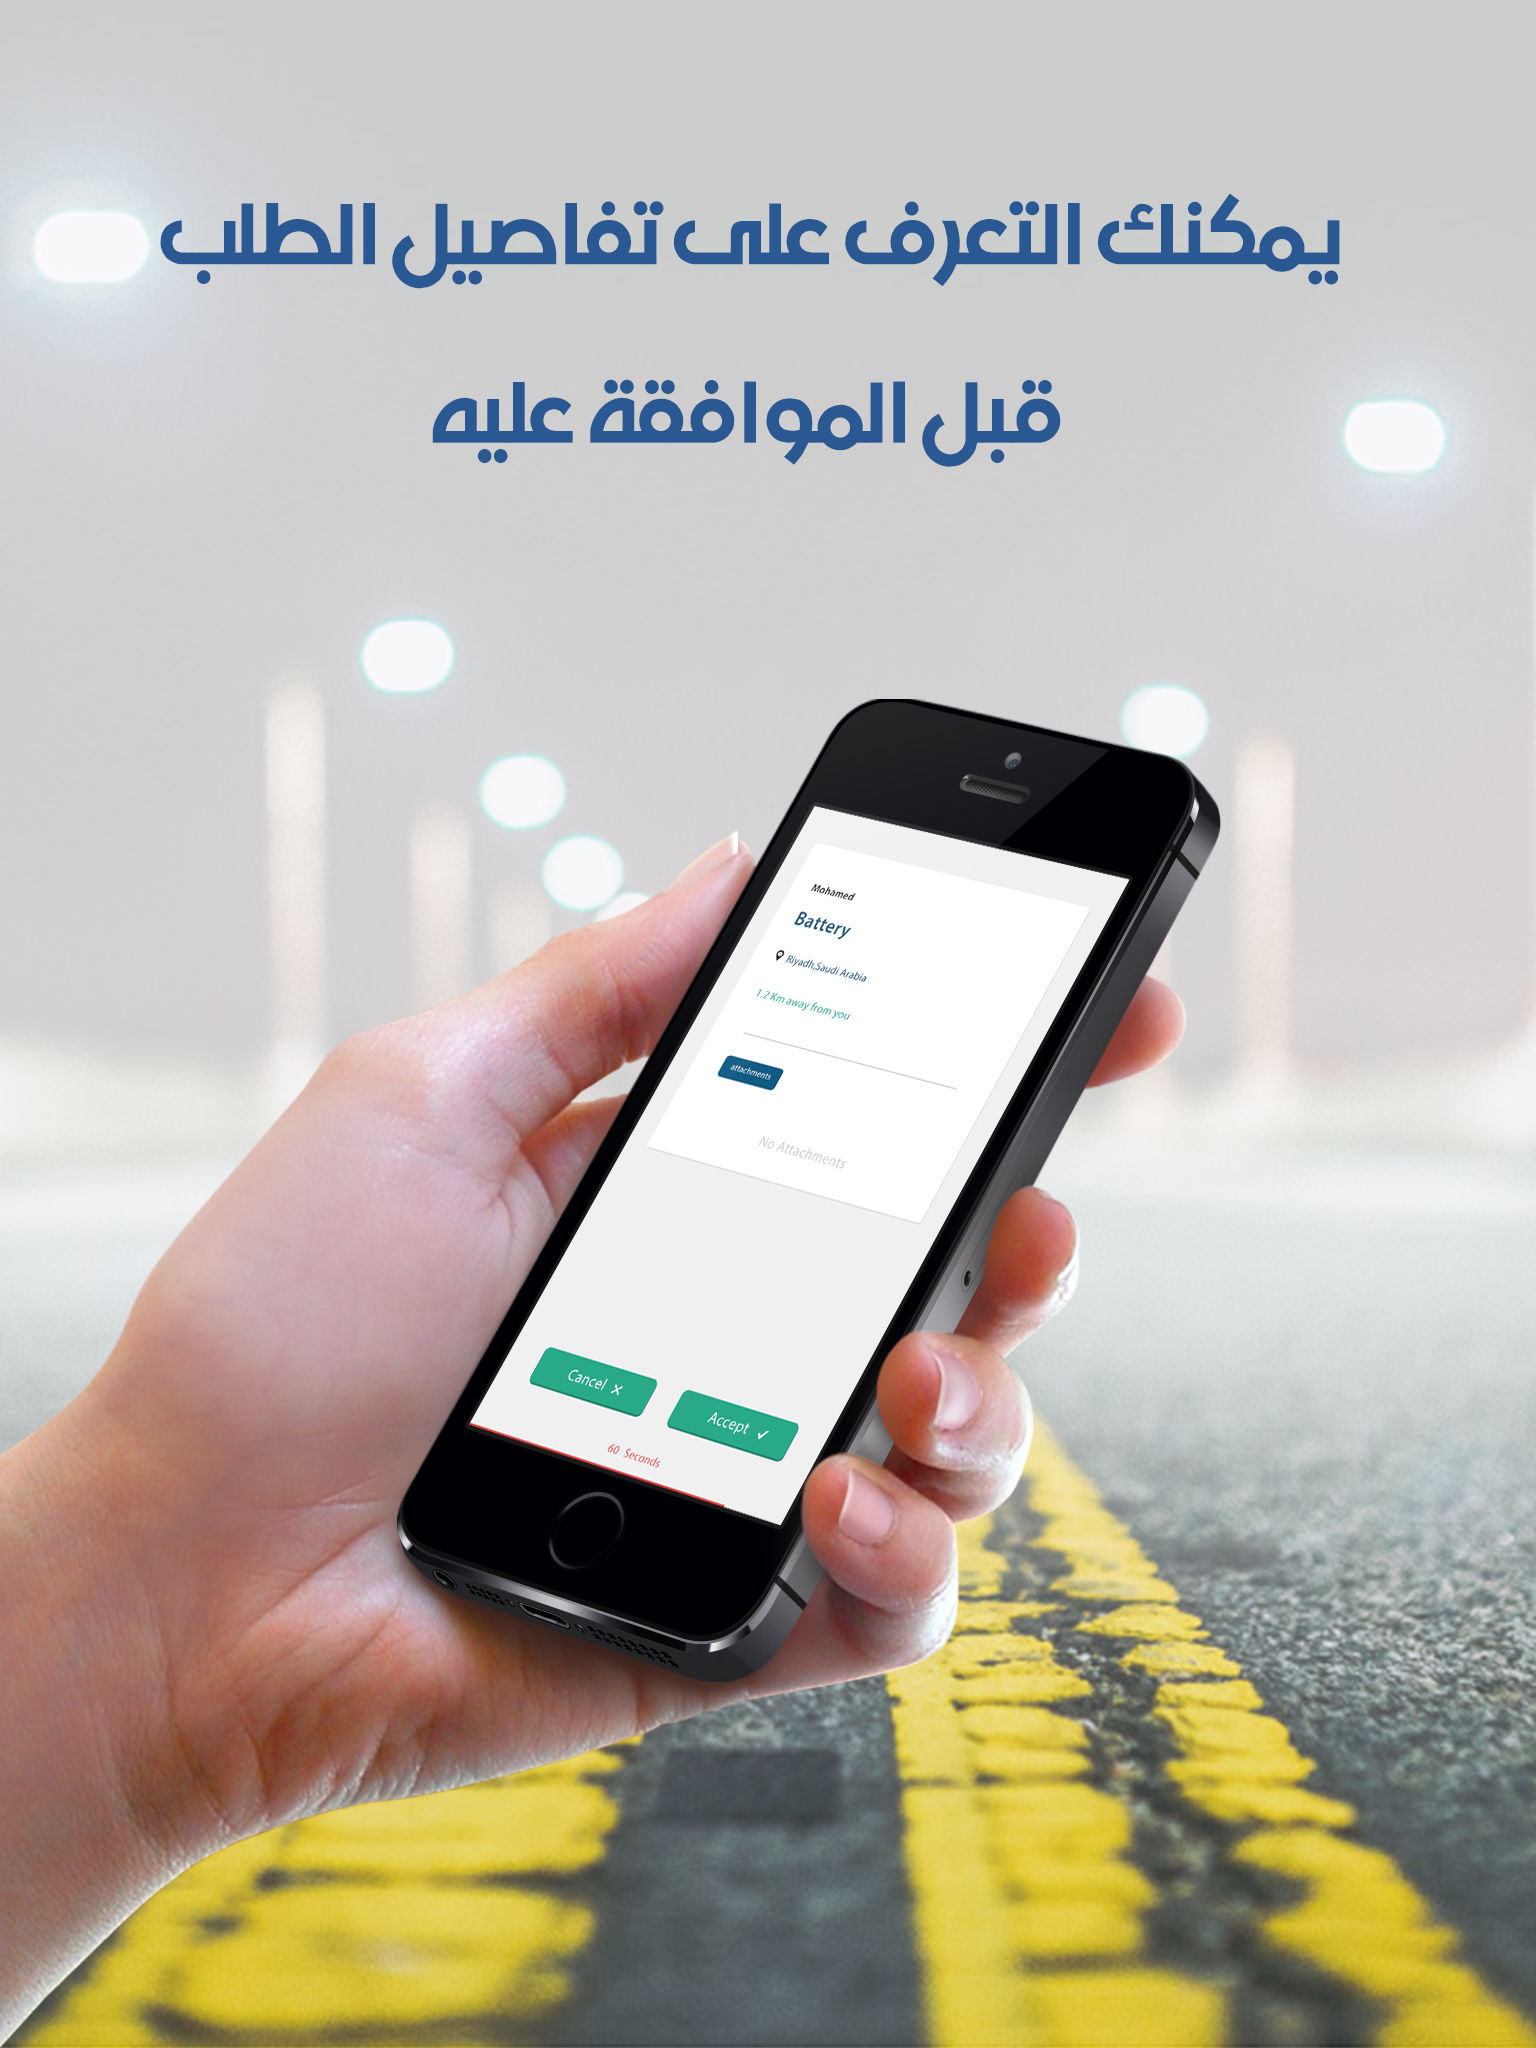 يمكنك التعرف على تفاصيل الطلب
قبل الموافقة عليه
Mohamed
Battery
Riyadh,Saudi Arabia
1.2 Km away from you
attachments
No Attachments
Cancel ✕
Accept ✓
60 Seconds